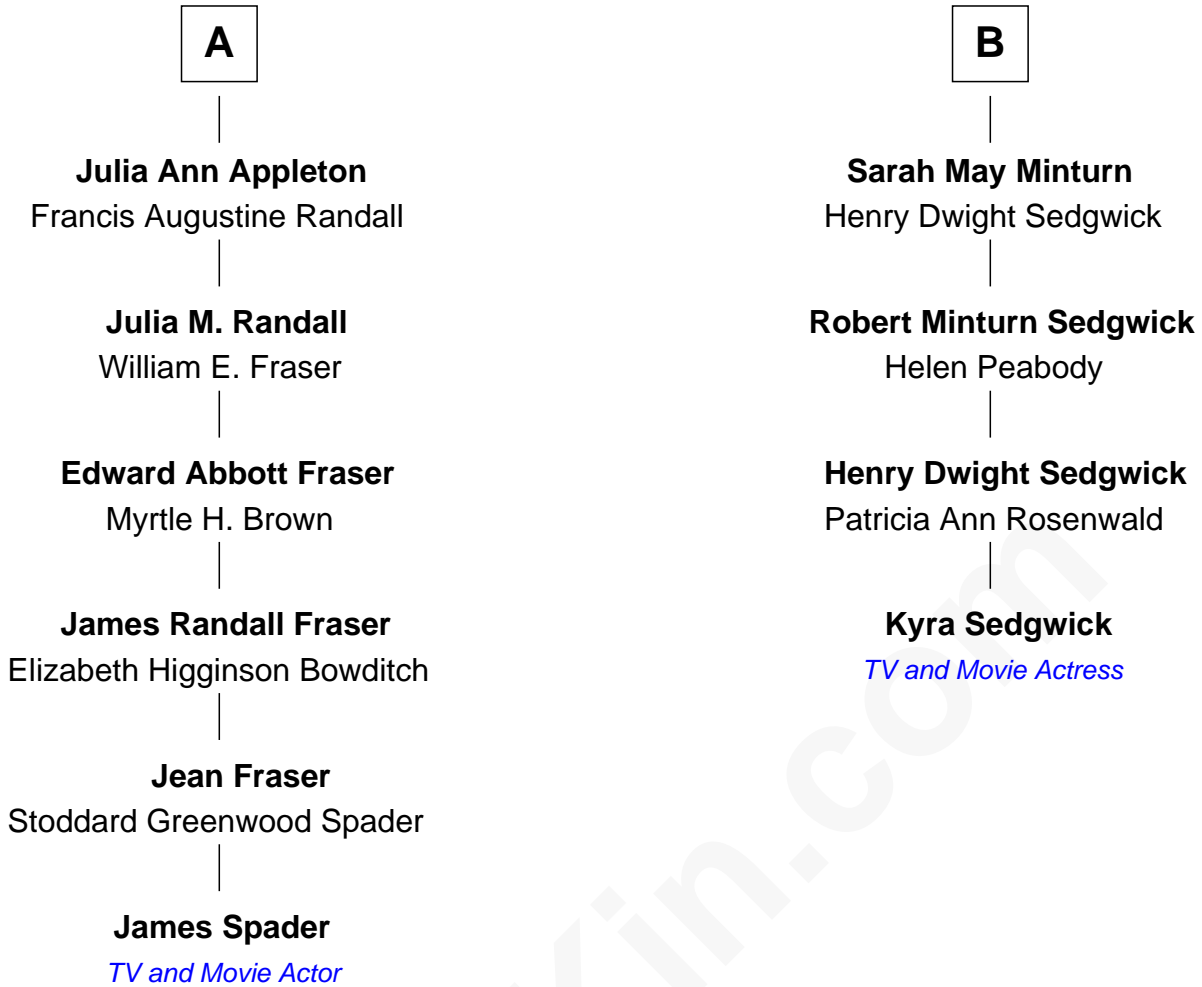 A
Julia Ann Appleton
Francis Augustine Randall
Julia M. Randall
William E. Fraser
Edward Abbott Fraser
Myrtle H. Brown
James Randall Fraser
Elizabeth Higginson Bowditch
Jean Fraser
Stoddard Greenwood Spader
James Spader
TV and Movie Actor
B
Sarah May Minturn
Henry Dwight Sedgwick
Robert Minturn Sedgwick
Helen Peabody
Henry Dwight Sedgwick
Patricia Ann Rosenwald
Kyra Sedgwick
TV and Movie Actress
Kin.com